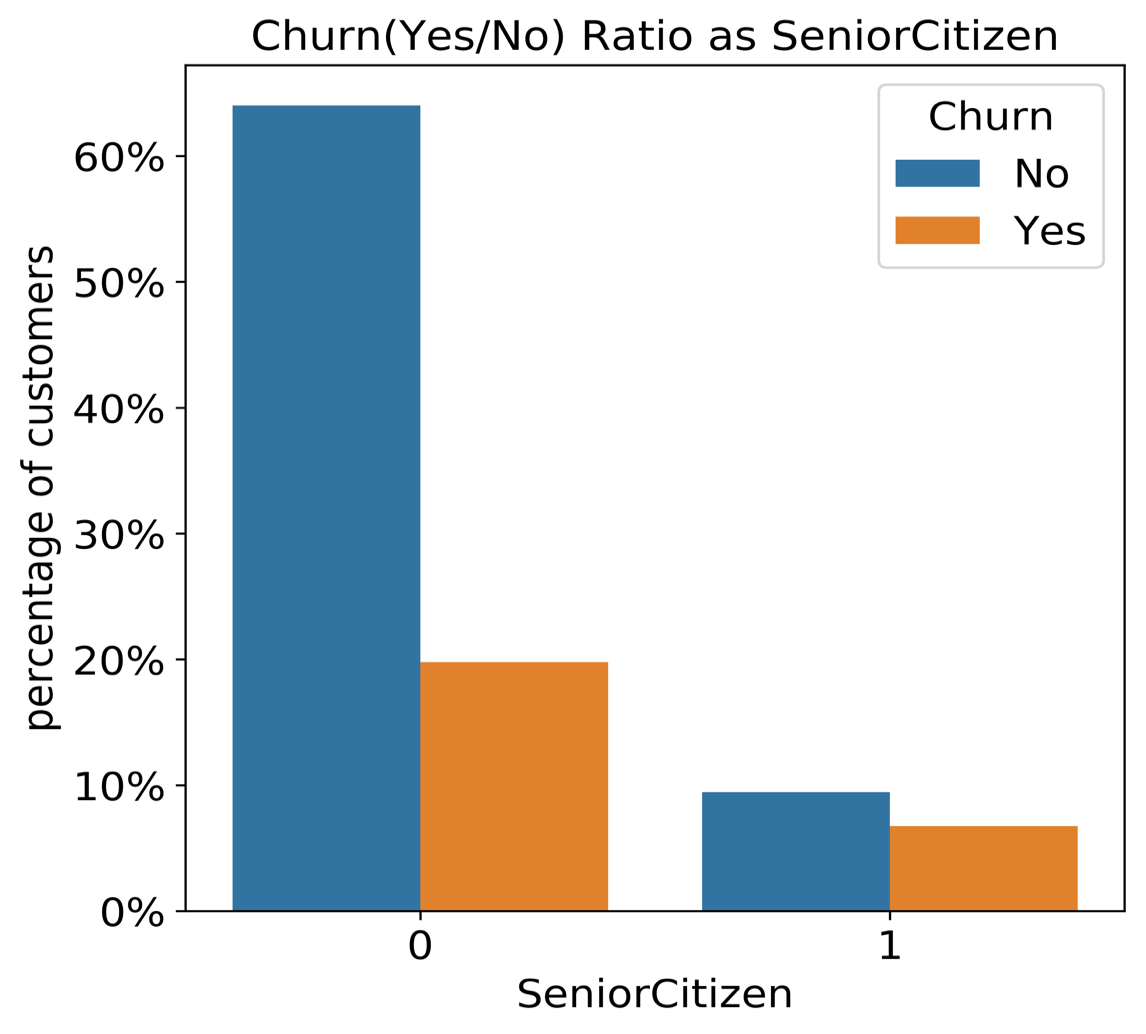 Churn(Yes/No) Ratio as SeniorCitizen
Churn
No
Yes
60%
50%
40%
30%
20%
10%
0%
percentage of customers
0
1
SeniorCitizen